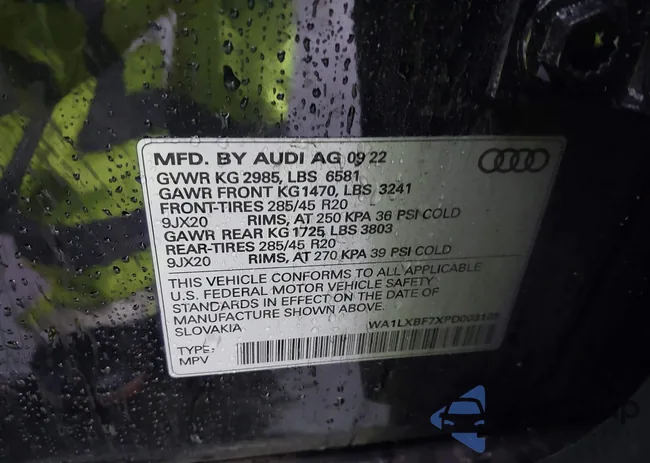 MFD. BY AUDI AG 09 22
GVWR KG 2985, LBS 6581
GAWR FRONT KG 1470, LBS 3241
FRONT-TIRES 285/45 R20
9JX20 RIMS, AT 250 KPA 36 PSI COLD
GAWR REAR KG 1725 LBS 3803
REAR-TIRES 285/45 R20
9JX20 RIMS, AT 270 KPA 39 PSI COLD
THIS VEHICLE CONFORMS TO ALL APPLICABLE
U.S. FEDERAL MOTOR VEHICLE SAFETY
STANDARDS IN EFFECT ON THE DATE OF
MANUFACTURE SHOWN ABOVE.
SLOVAKIA
WA1LXBF7XPD003105
TYPE:
MPV